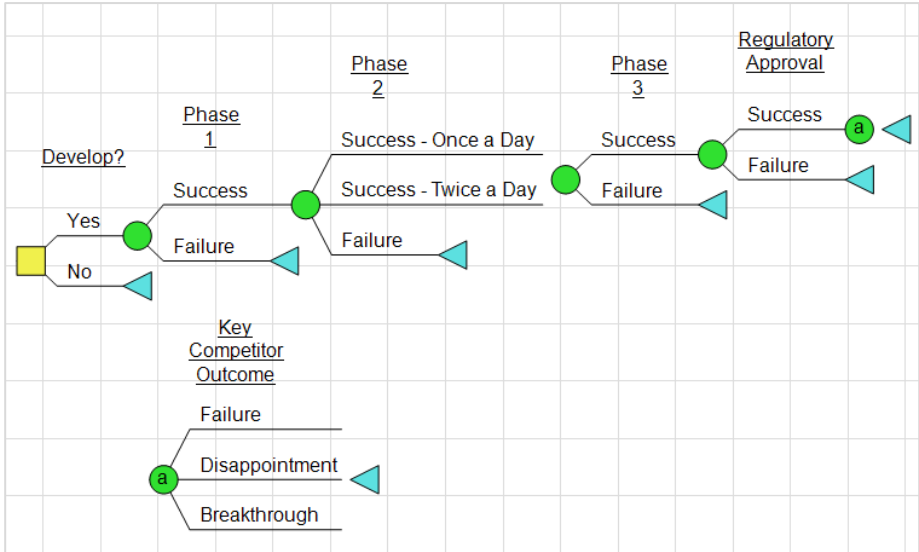 Regulatory
Approval
Phase
2
Phase
3
Phase
1
Success
a
Success - Once a Day
Success
Develop?
Failure
Success
Success - Twice a Day
Failure
Yes
Failure
Failure
No
Key
Competitor
Outcome
Failure
Disappointment
a
Breakthrough